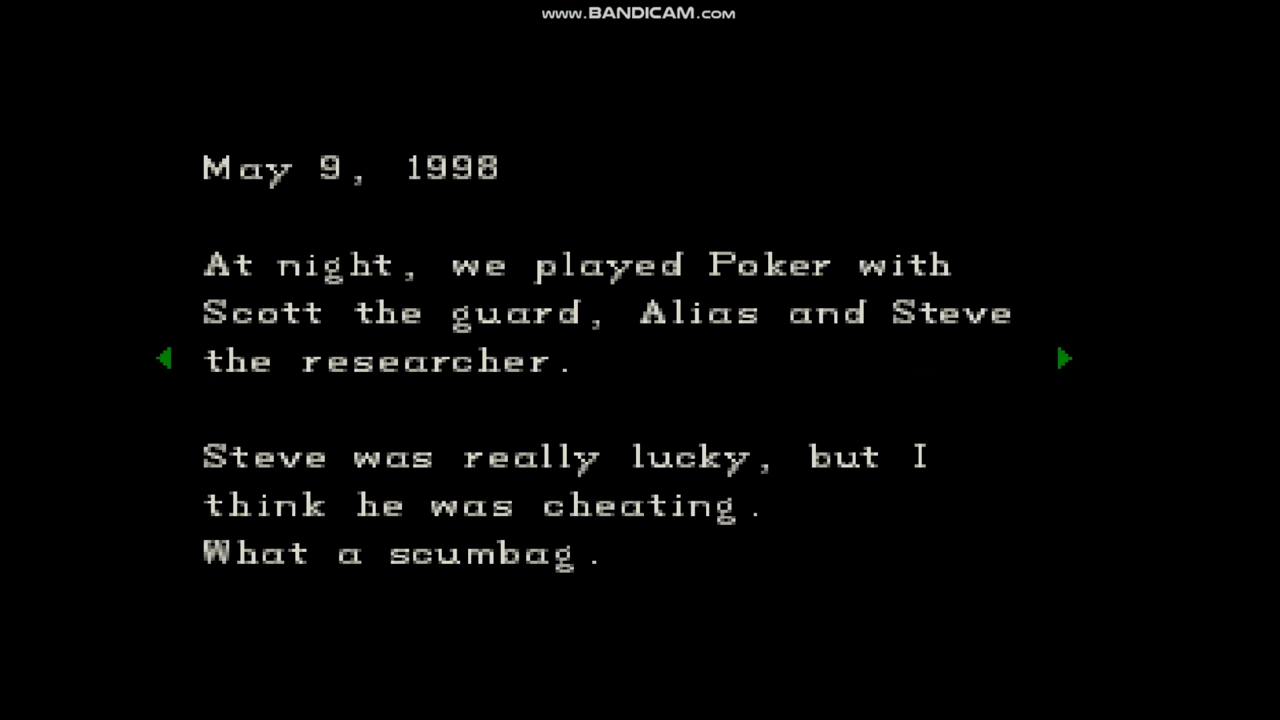 www.BANDICAM.com
May 9, 1998
At night, we played Poker with
Scott the guard, Alias and Steve
the researcher.
Steve was really lucky, but I
think he was cheating.
What a scumbag.